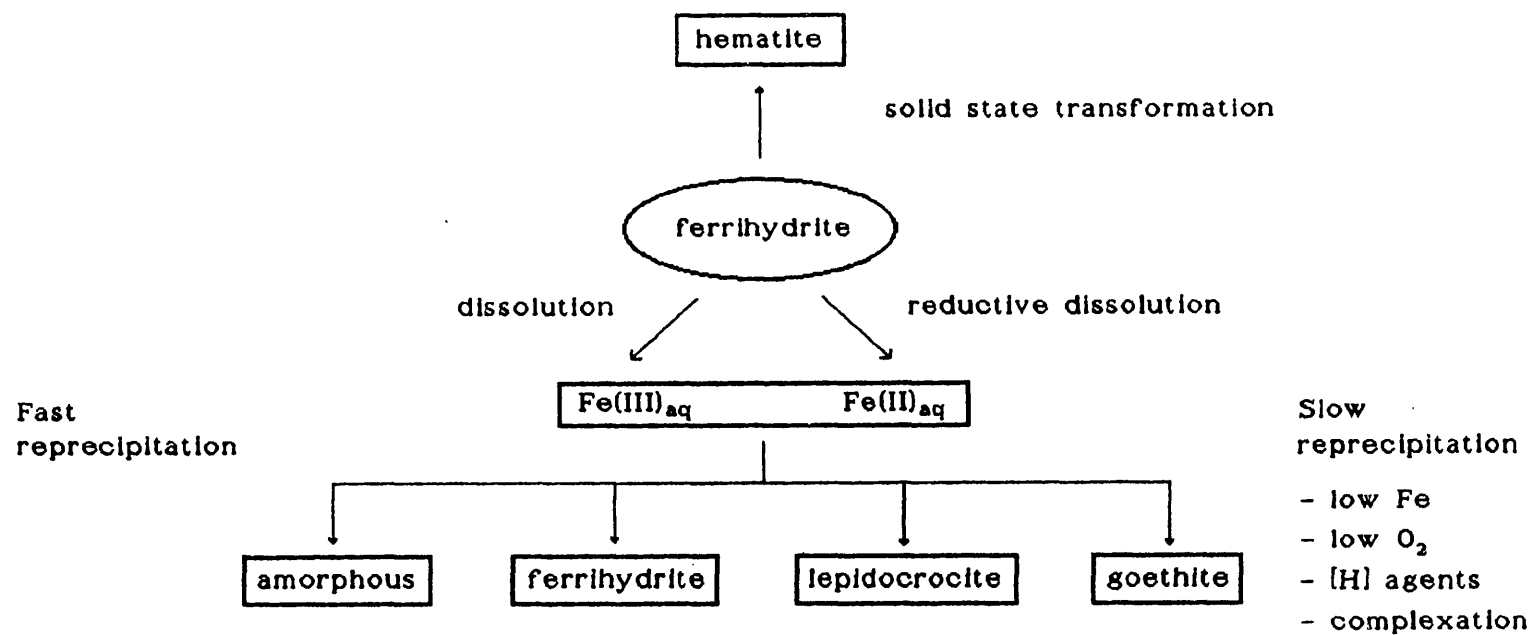 hematite
solid state transformation
ferrihydrite
dissolution
reductive dissolution
Fe(III)aq
Fe(II)aq
Fast
reprecipitation
Slow
reprecipitation
- low Fe
- low O₂
- [H] agents
- complexation
amorphous
ferrihydrite
lepidocrocite
goethite